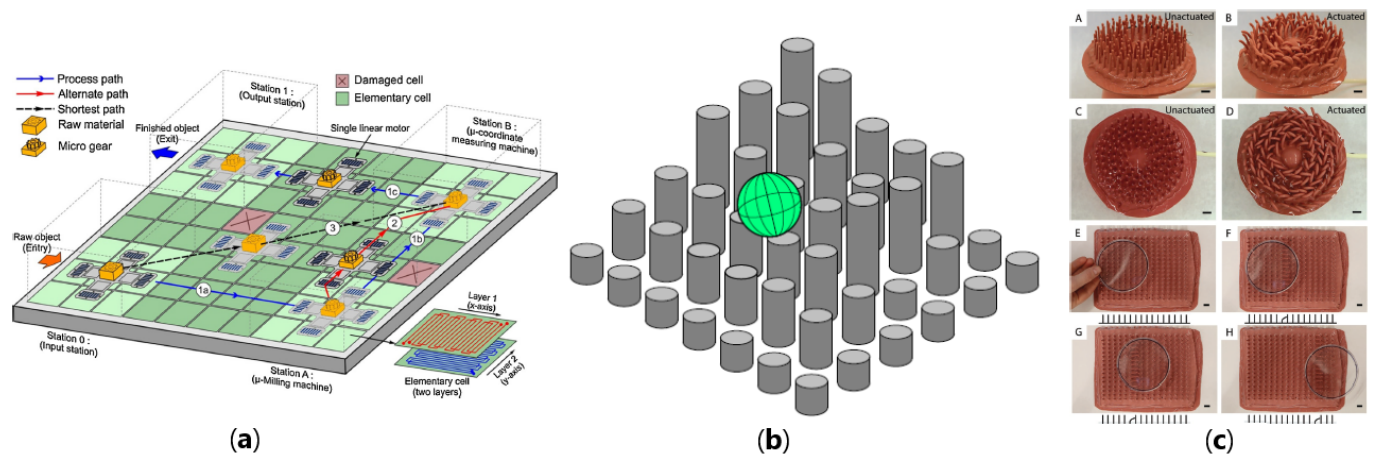 Process path
Alternate path
Shortest path
Raw material
Micro gear
Damaged cell
Elementary cell
Station 1 :
(Output station)
Single linear motor
Station B :
(μ-coordinate
measuring machine)
Finished object
(Exit)
1c
2
3
1b
Raw object
(Entry)
1a
Layer 1
(x-axis)
Layer 2
(y-axis)
Station 0 :
(Input station)
Station A :
(μ-Milling machine)
Elementary cell
(two layers)
(a)
(b)
A
Unactuated
B
Actuated
C
Unactuated
D
Actuated
E
F
G
H
(c)